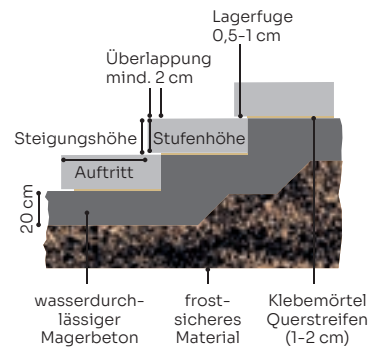 Lagerfuge
0,5-1 cm
Überlappung
mind. 2 cm
Steigungshöhe
Stufenhöhe
Auftritt
20 cm
wasserdurch-
lässiger
Magerbeton
frost-
sicheres
Material
Klebemörtel
Querstreifen
(1-2 cm)